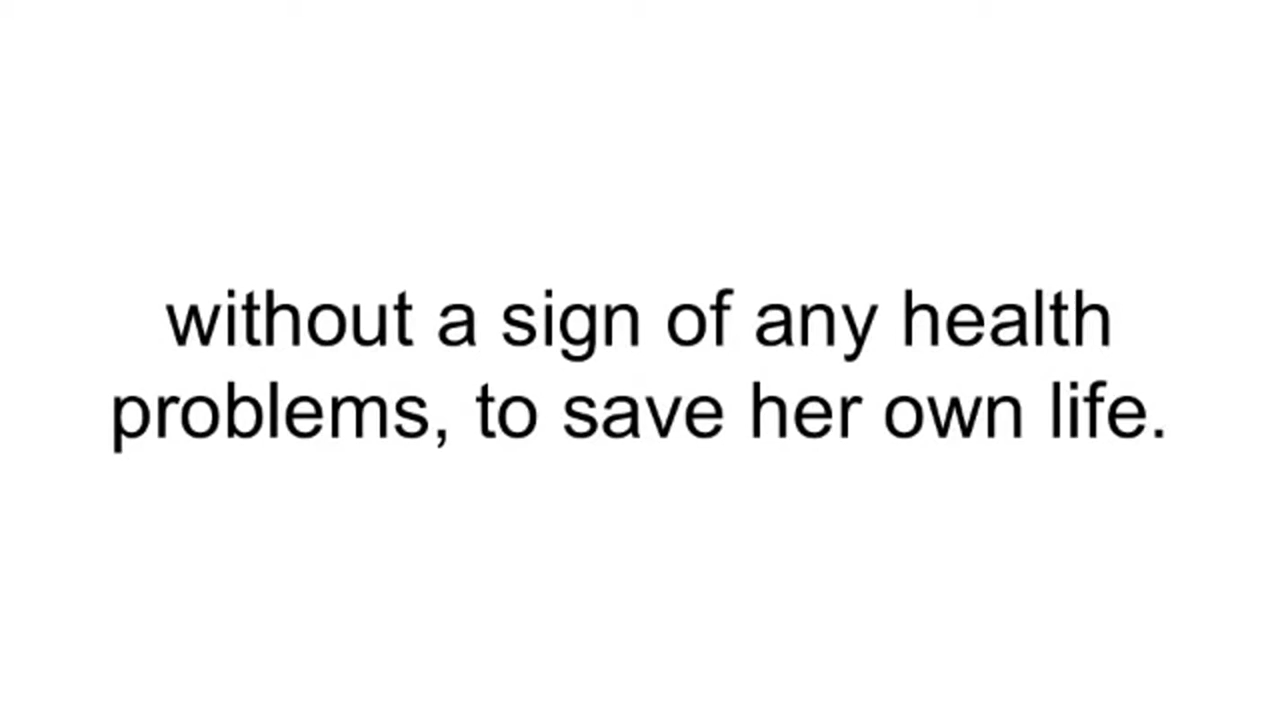 without a sign of any health
problems, to save her own life.